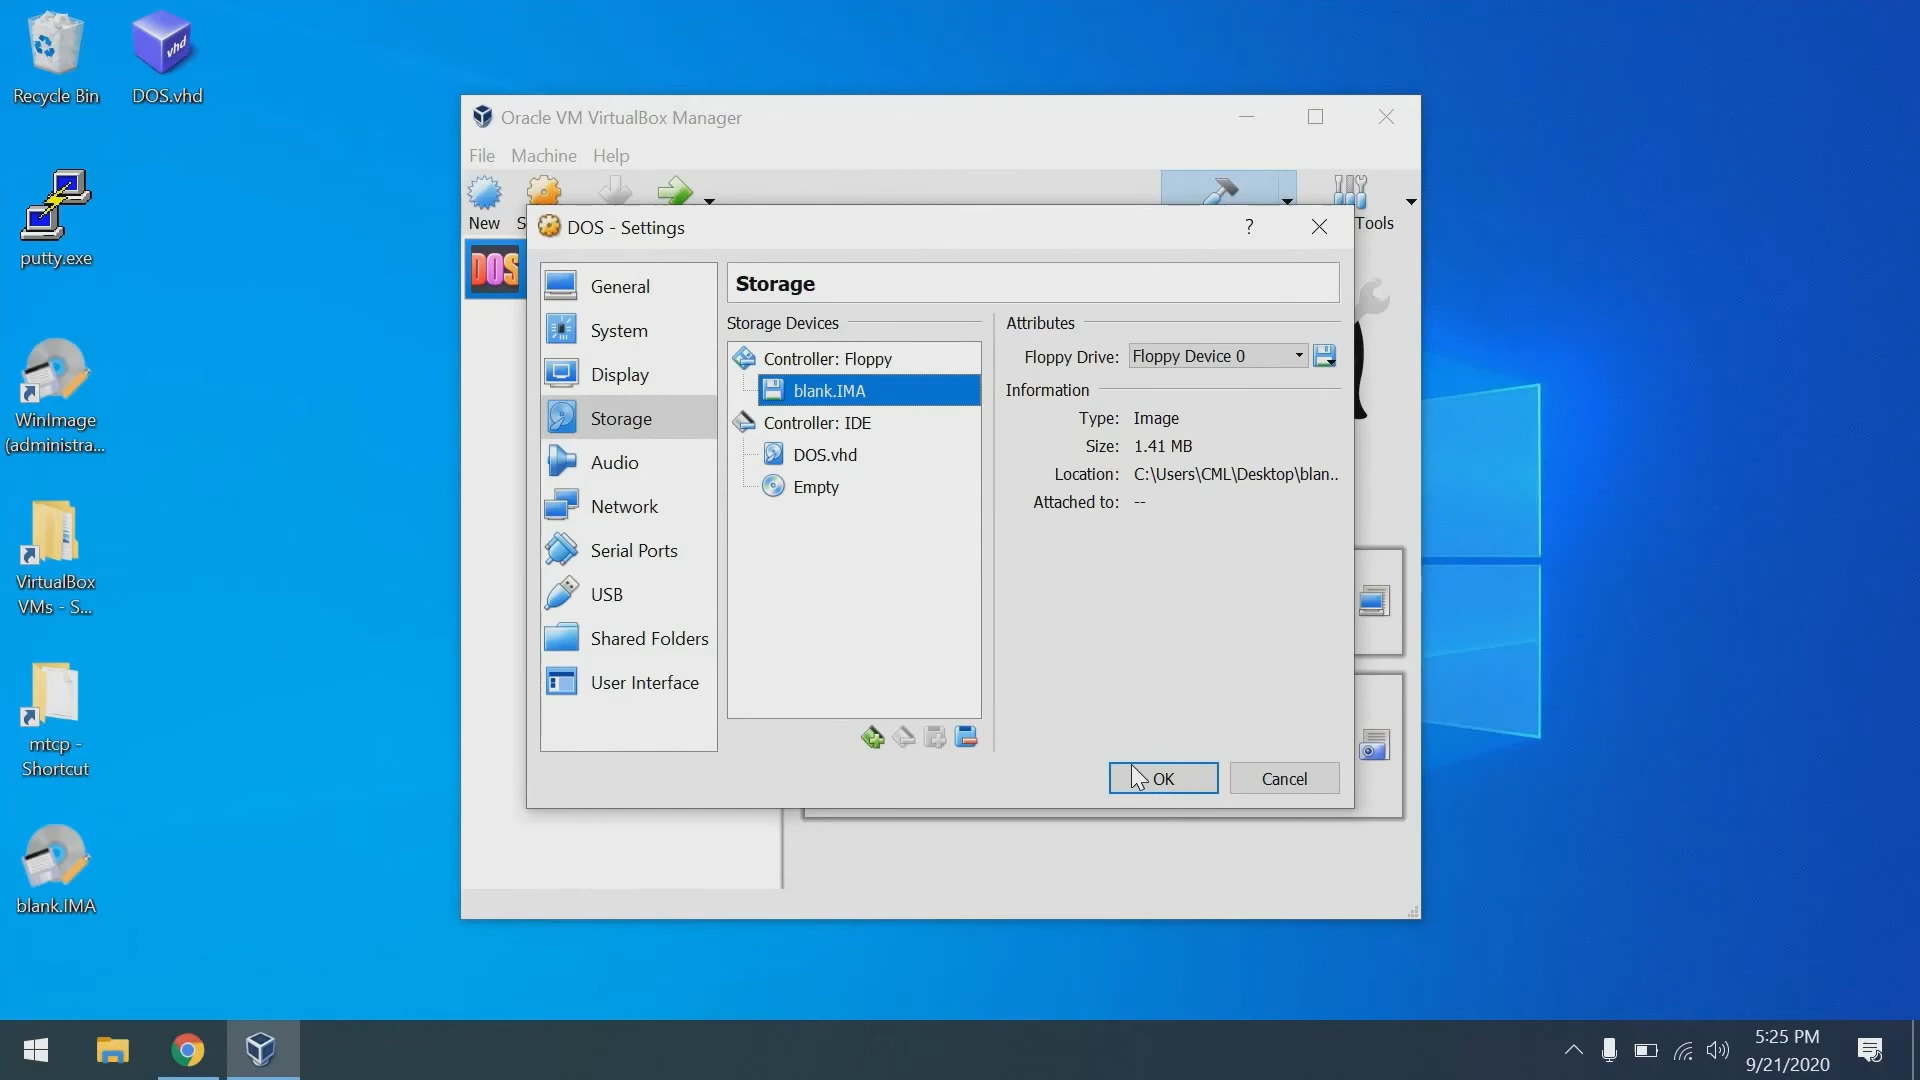 Recycle Bin
vhd
DOS.vhd
putty.exe
WinImage
(administra...
VirtualBox
VMs - S...
mtcp -
Shortcut
blank.IMA
Oracle VM VirtualBox Manager
File Machine Help
New
S
Tools
DOS
DOS - Settings
?
General
System
Display
Storage
Audio
Network
Serial Ports
USB
Shared Folders
User Interface
Storage
Storage Devices
Controller: Floppy
blank.IMA
Controller: IDE
DOS.vhd
Empty
Attributes
Floppy Drive: Floppy Device 0
Information
Type: Image
Size: 1.41 MB
Location: C:\Users\CML\Desktop\blan..
Attached to: --
OK
Cancel
5:25 PM
9/21/2020